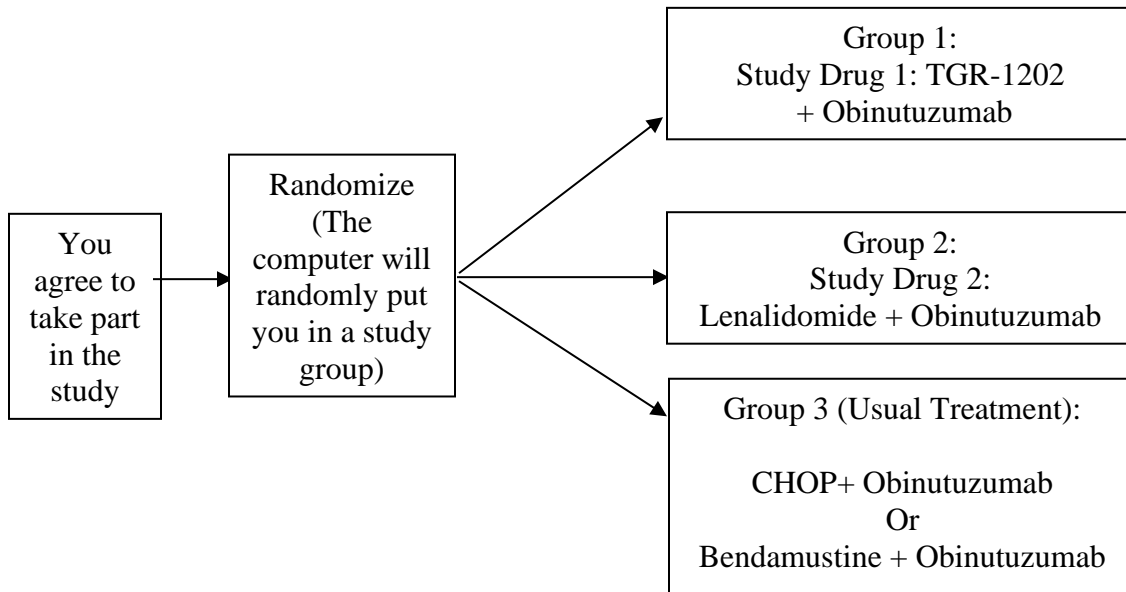 You
agree to
take part
in the
study
Randomize
(The
computer will
randomly put
you in a study
group)
Group 1:
Study Drug 1: TGR-1202
+ Obinutuzumab
Group 2:
Study Drug 2:
Lenalidomide + Obinutuzumab
Group 3 (Usual Treatment):
CHOP+ Obinutuzumab
Or
Bendamustine + Obinutuzumab